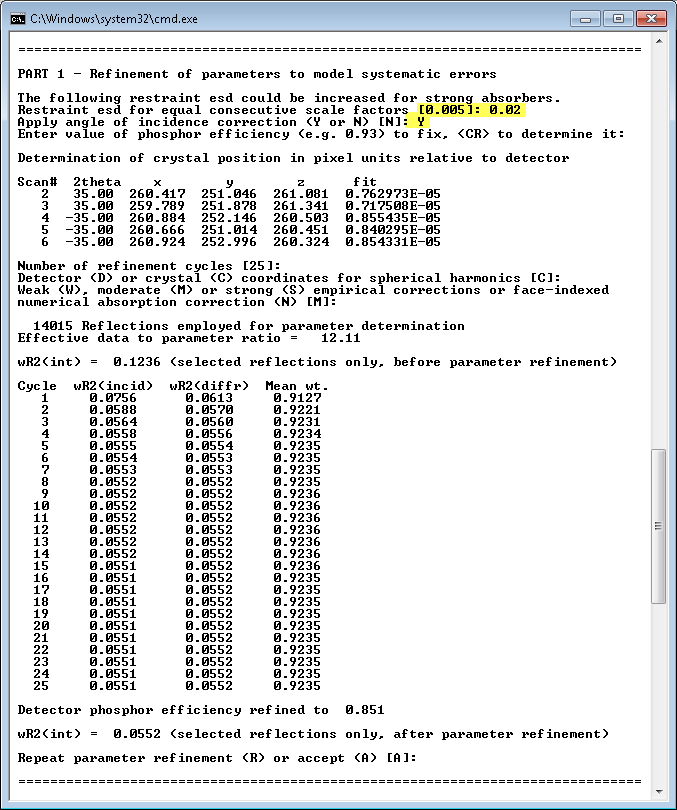 C:\Windows\system32\cmd.exe
==============================================================================
PART 1 - Refinement of parameters to model systematic errors
The following restraint esd could be increased for strong absorbers.
Restraint esd for equal consecutive scale factors [0.005]: 0.02
Apply angle of incidence correction (Y or N) [N]: Y
Enter value of phosphor efficiency (e.g. 0.93) to fix, <CR> to determine it:
Determination of crystal position in pixel units relative to detector
Scan#  2theta    x        y        z      fit
2   35.00  260.417  251.046  261.081  0.762973E-05
3   35.00  259.789  251.878  261.341  0.717508E-05
4  -35.00  260.884  252.146  260.503  0.855435E-05
5  -35.00  260.666  251.014  260.451  0.840295E-05
6  -35.00  260.924  252.996  260.324  0.854331E-05
Number of refinement cycles [25]:
Detector (D) or crystal (C) coordinates for spherical harmonics [C]:
Weak (W), moderate (M) or strong (S) empirical corrections or face-indexed
numerical absorption correction (N) [M]:
14015 Reflections employed for parameter determination
Effective data to parameter ratio =   12.11
wR2(int) =  0.1236 (selected reflections only, before parameter refinement)
Cycle  wR2(incid)  wR2(diffr)  Mean wt.
1     0.0756      0.0613     0.9127
2     0.0588      0.0570     0.9221
3     0.0564      0.0560     0.9231
4     0.0558      0.0556     0.9234
5     0.0555      0.0554     0.9235
6     0.0554      0.0553     0.9235
7     0.0553      0.0553     0.9235
8     0.0552      0.0552     0.9235
9     0.0552      0.0552     0.9236
10     0.0552      0.0552     0.9236
11     0.0552      0.0552     0.9236
12     0.0552      0.0552     0.9236
13     0.0552      0.0552     0.9236
14     0.0552      0.0552     0.9236
15     0.0551      0.0552     0.9236
16     0.0551      0.0552     0.9235
17     0.0551      0.0552     0.9235
18     0.0551      0.0552     0.9235
19     0.0551      0.0552     0.9235
20     0.0551      0.0552     0.9235
21     0.0551      0.0552     0.9235
22     0.0551      0.0552     0.9235
23     0.0551      0.0552     0.9235
24     0.0551      0.0552     0.9235
25     0.0551      0.0552     0.9235
Detector phosphor efficiency refined to  0.851
wR2(int) =  0.0552 (selected reflections only, after parameter refinement)
Repeat parameter refinement (R) or accept (A) [A]:
==============================================================================